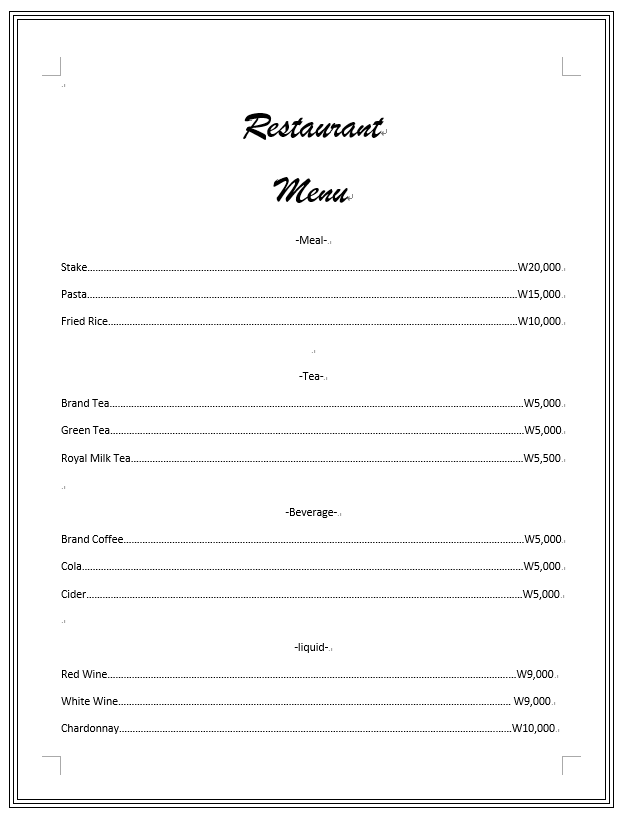 Restaurant
Menu
-Meal-
Stake........................................W20,000
Pasta........................................W15,000
Fried Rice........................................W10,000
-Tea-
Brand Tea........................................W5,000
Green Tea........................................W5,000
Royal Milk Tea........................................W5,500
-Beverage-
Brand Coffee........................................W5,000
Cola........................................W5,000
Cider........................................W5,000
-liquid-
Red Wine........................................W9,000
White Wine........................................ W9,000
Chardonnay........................................W10,000